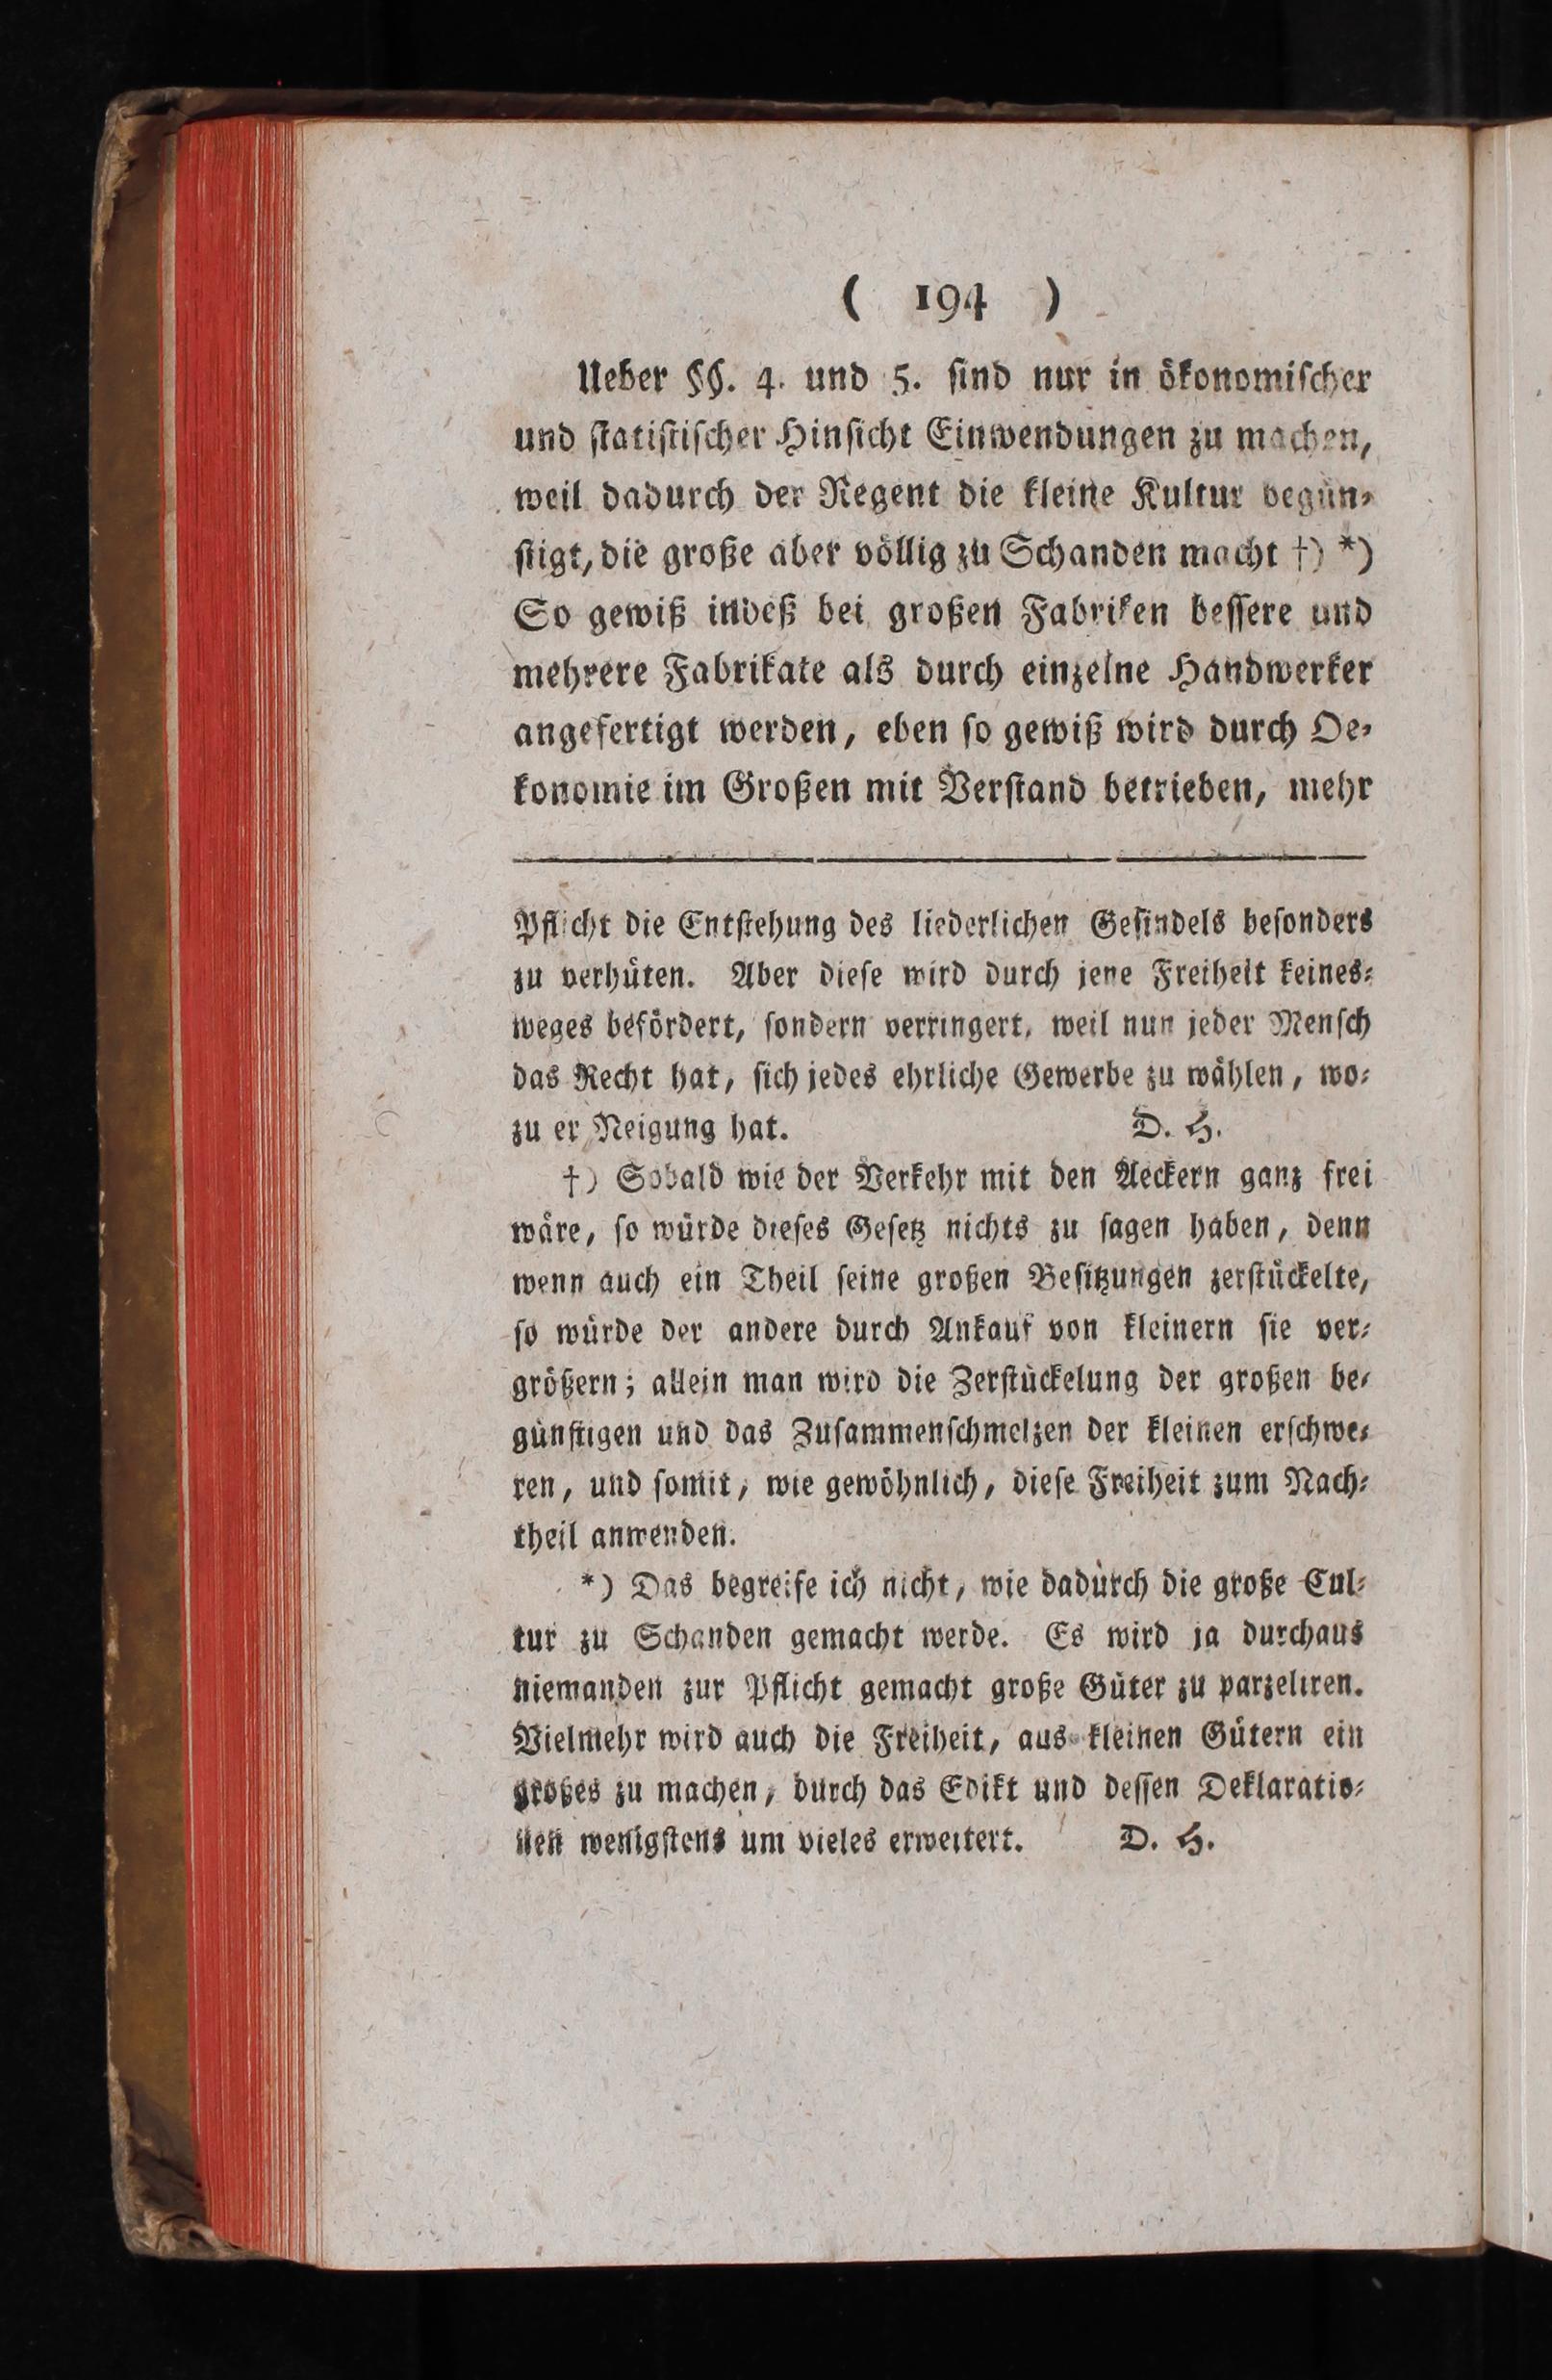 ( 194 )
Ueber §§. 4. und 5. ſind nur in ökonomiſcher
und ſtatiſtiſcher Hinſicht Einwendungen zu machen,
weil dadurch der Regent die kleine Kultur begün⸗
ſtigt, die große aber völlig zu Schanden macht †) *)
So gewiß indeß bei großen Fabriken beſſere und
mehrere Fabrikate als durch einzelne Handwerker
angefertigt werden, eben ſo gewiß wird durch Oe⸗
konomie im Großen mit Verſtand betrieben, mehr
Pflicht die Entſtehung des liederlichen Geſindels beſonders
zu verhüten. Aber dieſe wird durch jene Freiheit keines⸗
weges befördert, ſondern verringert, weil nun jeder Menſch
das Recht hat, ſich jedes ehrliche Gewerbe zu wählen, wo⸗
zu er Neigung hat. D. H.
†) Sobald wie der Verkehr mit den Aeckern ganz frei
wäre, ſo würde dieſes Geſetz nichts zu ſagen haben, denn
wenn auch ein Theil ſeine großen Beſitzungen zerſtückelte,
ſo würde der andere durch Ankauf von kleinern ſie ver⸗
größern; allein man wird die Zerſtückelung der großen be⸗
günſtigen und das Zuſammenſchmelzen der kleinen erſchwe⸗
ren, und ſomit, wie gewöhnlich, dieſe Freiheit zum Nach⸗
theil anwenden.
*) Das begreife ich nicht, wie dadurch die große Cul⸗
tur zu Schanden gemacht werde. Es wird ja durchaus
niemanden zur Pflicht gemacht große Güter zu parzeliren.
Vielmehr wird auch die Freiheit, aus kleinen Gütern ein
großes zu machen, durch das Edikt und deſſen Deklaratio⸗
nen wenigſtens um vieles erweitert. D. H.